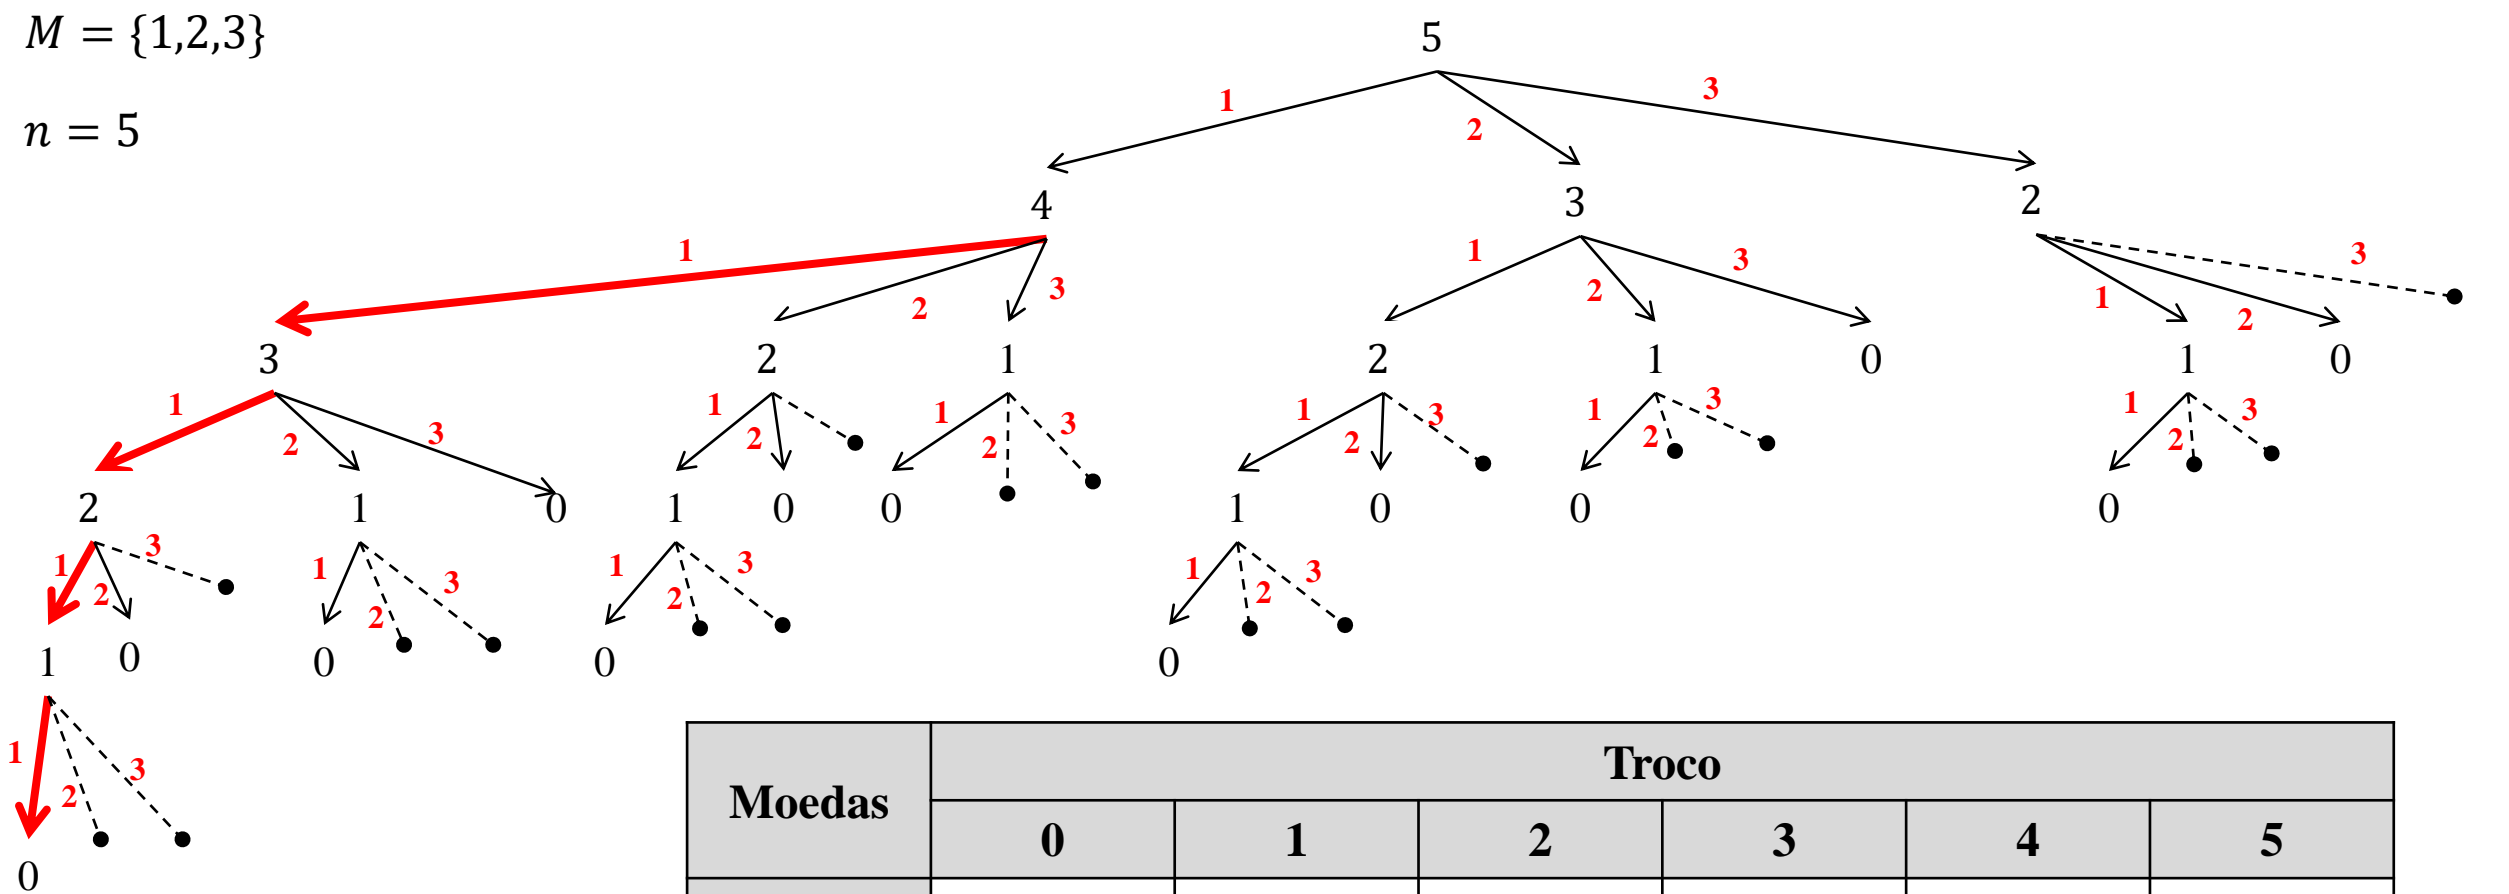 𝑀 = {1,2,3}
𝑛 = 5
5
1 2 3
4 3 2
1 2 3 1 2 3 1 2 3
3 2 1 2 1 0 1 0
1 2 3 1 2 1 2 3 1 2 3 1 2 3 1 2 3
2 1 0 1 0 0 1 0 0 0
1 2 3 1 2 3 1 2 3 1 2 3
1 0 0 0 0
1 2 3
0
Moedas
Troco
0 1 2 3 4 5